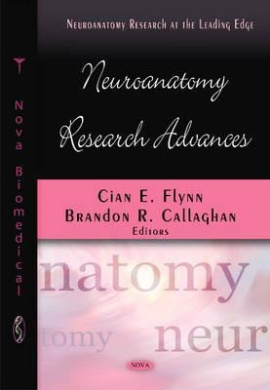 Neuroanatomy Research at the Leading Edge
Neuroanatomy
Research Advances
Nova Biomedical
Cian E. Flynn
Brandon R. Callaghan
Editors
natomy
tomy
neur
NOVA